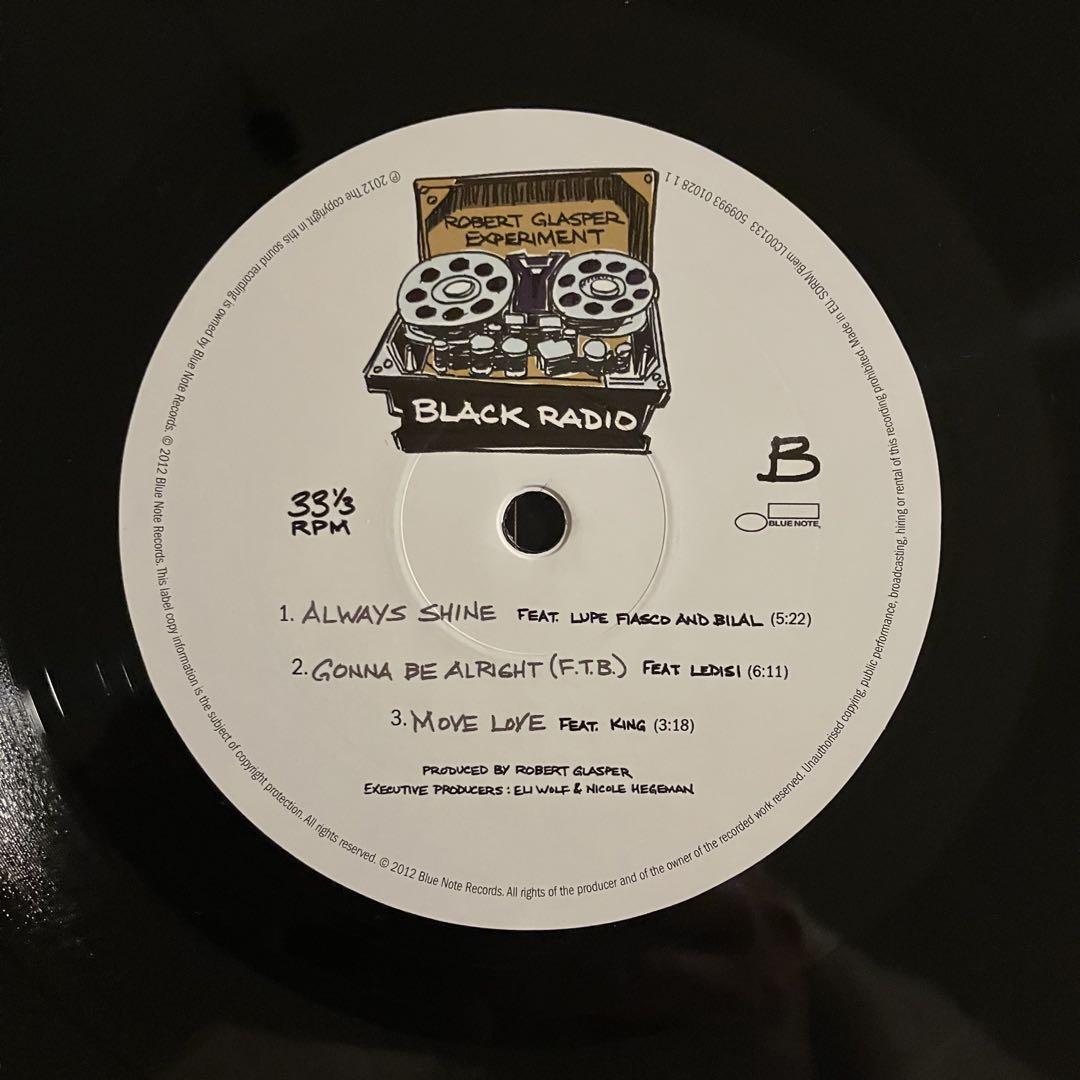 ROBERT GLASPER
EXPERIMENT
BLACK RADIO
33⅓
RPM
B
BLUE NOTE
1. ALWAYS SHINE FEAT. LUPE FIASCO AND BILAL (5:22)
2. GONNA BE ALRIGHT (F.T.B.) FEAT LEDISI (6:11)
3. MOVE LOVE FEAT. KING (3:18)
PRODUCED BY ROBERT GLASPER
EXECUTIVE PRODUCERS: ELI WOLF & NICOLE HEGEMAN
℗ 2012 The copyright in this sound recording is owned by Blue Note Records. © 2012 Blue Note Records. This label copy information is the subject of copyright protection. All rights reserved. © 2012 Blue Note Records. All rights of the producer and of the owner of the recorded work reserved. Unauthorised copying, public performance, broadcasting, hiring or rental of this recording prohibited. Made in EU. SDRM/Biem LC00133 509993 01028 1 1